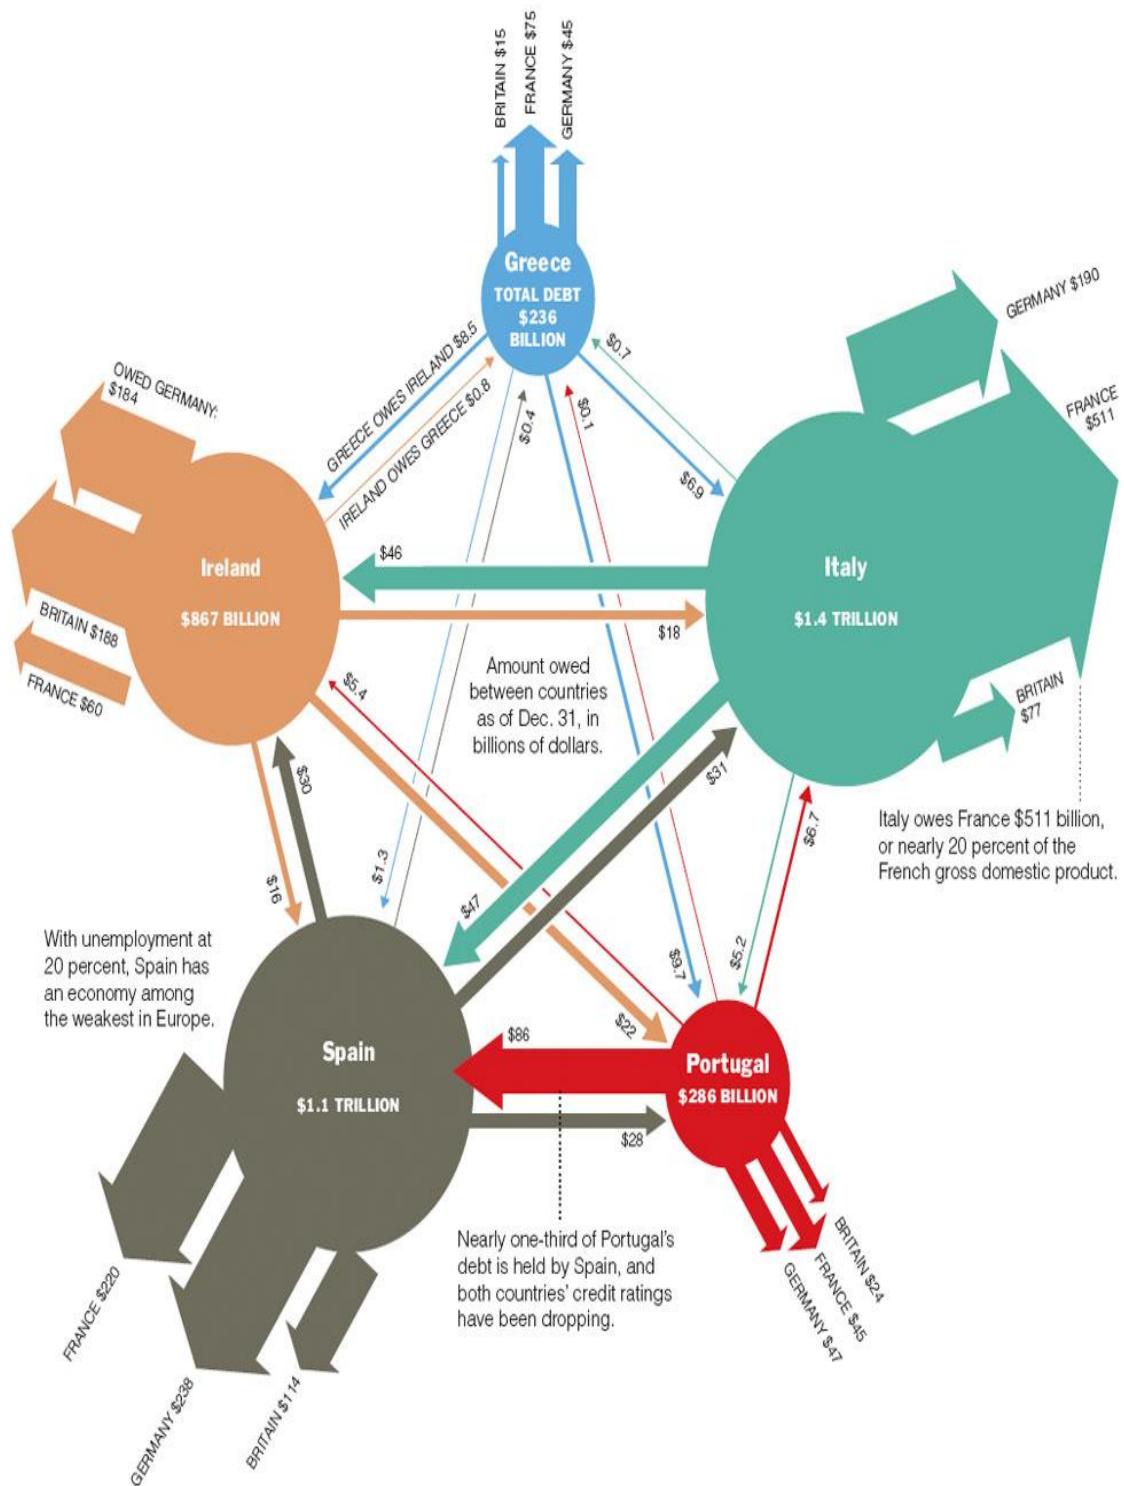 BRITAIN $15
FRANCE $75
GERMANY $45
Greece
TOTAL DEBT
$236
BILLION
GREECE OWES IRELAND $8.5
IRELAND OWES GREECE $0.8
$0.4
$0.1
$0.7
$6.9
GERMANY $190
FRANCE
$511
OWED GERMANY:
$184
Ireland
$867 BILLION
BRITAIN $188
FRANCE $60
$46
$18
Italy
$1.4 TRILLION
BRITAIN
$77
Amount owed
between countries
as of Dec. 31, in
billions of dollars.
$5.4
$30
$16
$1.3
$47
$31
$6.7
$5.2
$9.7
$22
Italy owes France $511 billion,
or nearly 20 percent of the
French gross domestic product.
With unemployment at
20 percent, Spain has
an economy among
the weakest in Europe.
Spain
$1.1 TRILLION
$86
$28
Portugal
$286 BILLION
Nearly one-third of Portugal's
debt is held by Spain, and
both countries' credit ratings
have been dropping.
BRITAIN $24
FRANCE $45
GERMANY $47
FRANCE $220
GERMANY $238
BRITAIN $114